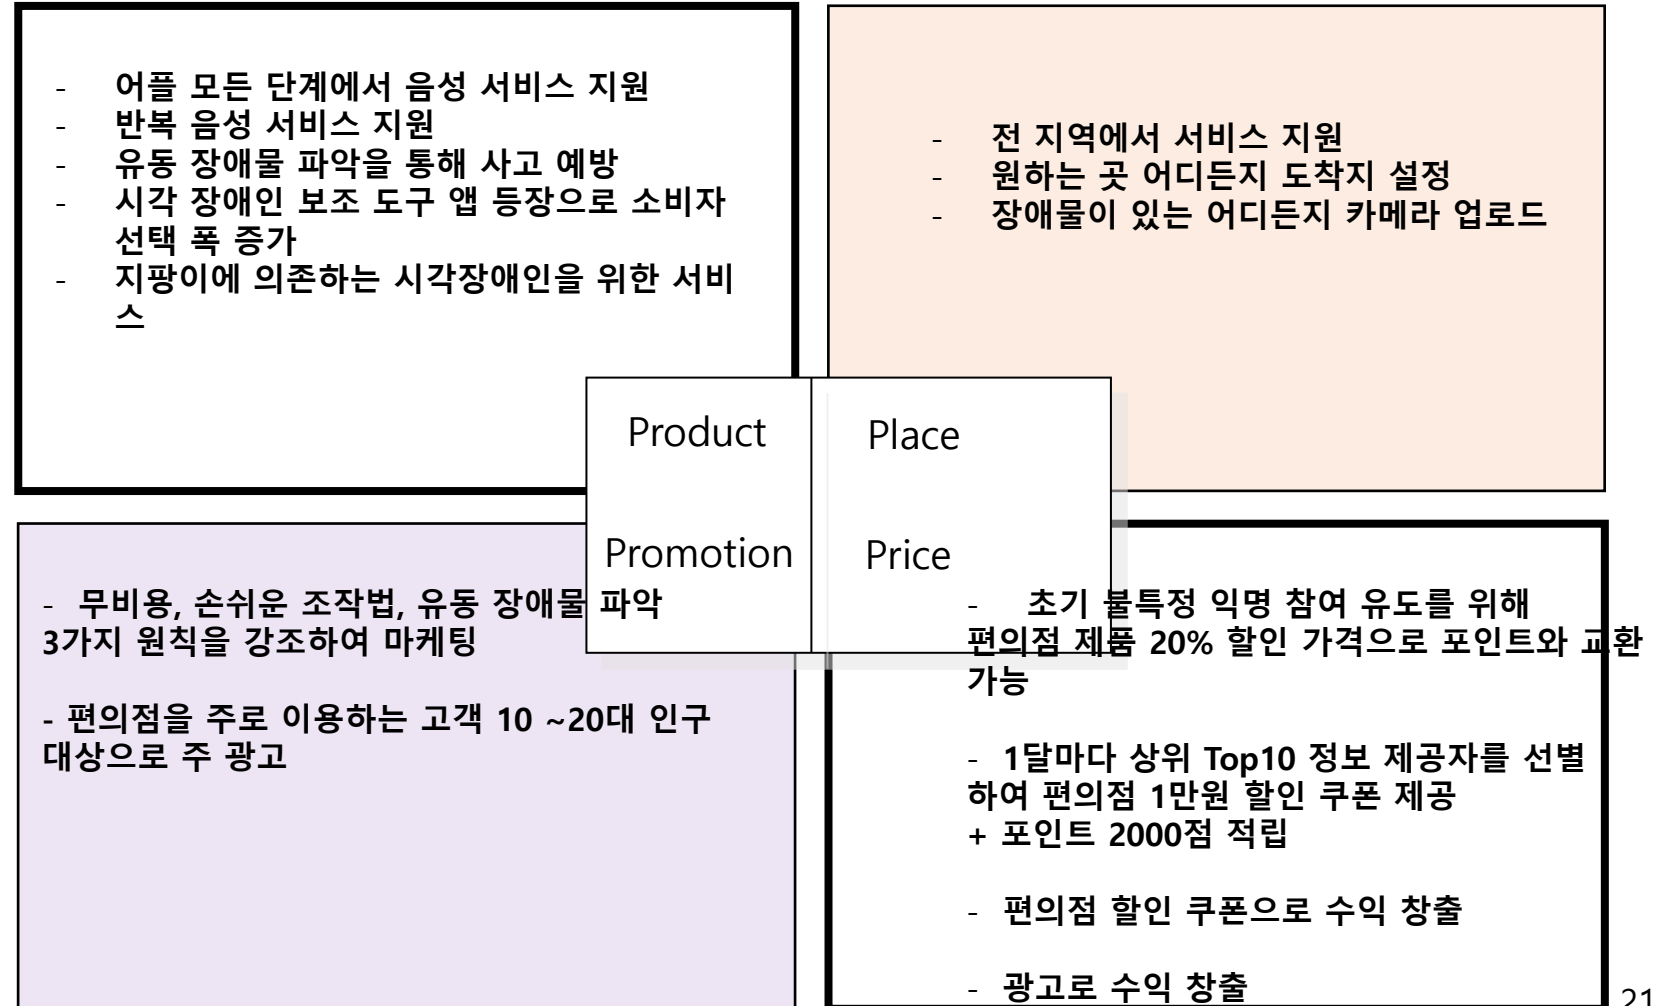 - 어플 모든 단계에서 음성 서비스 지원
- 반복 음성 서비스 지원
- 유동 장애물 파악을 통해 사고 예방
- 시각 장애인 보조 도구 앱 등장으로 소비자
선택 폭 증가
- 지팡이에 의존하는 시각장애인을 위한 서비
스
- 전 지역에서 서비스 지원
- 원하는 곳 어디든지 도착지 설정
- 장애물이 있는 어디든지 카메라 업로드
Product
Place
Promotion
Price
- 무비용, 손쉬운 조작법, 유동 장애물 파악
3가지 원칙을 강조하여 마케팅
- 편의점을 주로 이용하는 고객 10 ~20대 인구
대상으로 주 광고
- 초기 불특정 익명 참여 유도를 위해
편의점 제품 20% 할인 가격으로 포인트와 교환
가능
- 1달마다 상위 Top10 정보 제공자를 선별
하여 편의점 1만원 할인 쿠폰 제공
+ 포인트 2000점 적립
- 편의점 할인 쿠폰으로 수익 창출
- 광고로 수익 창출
21